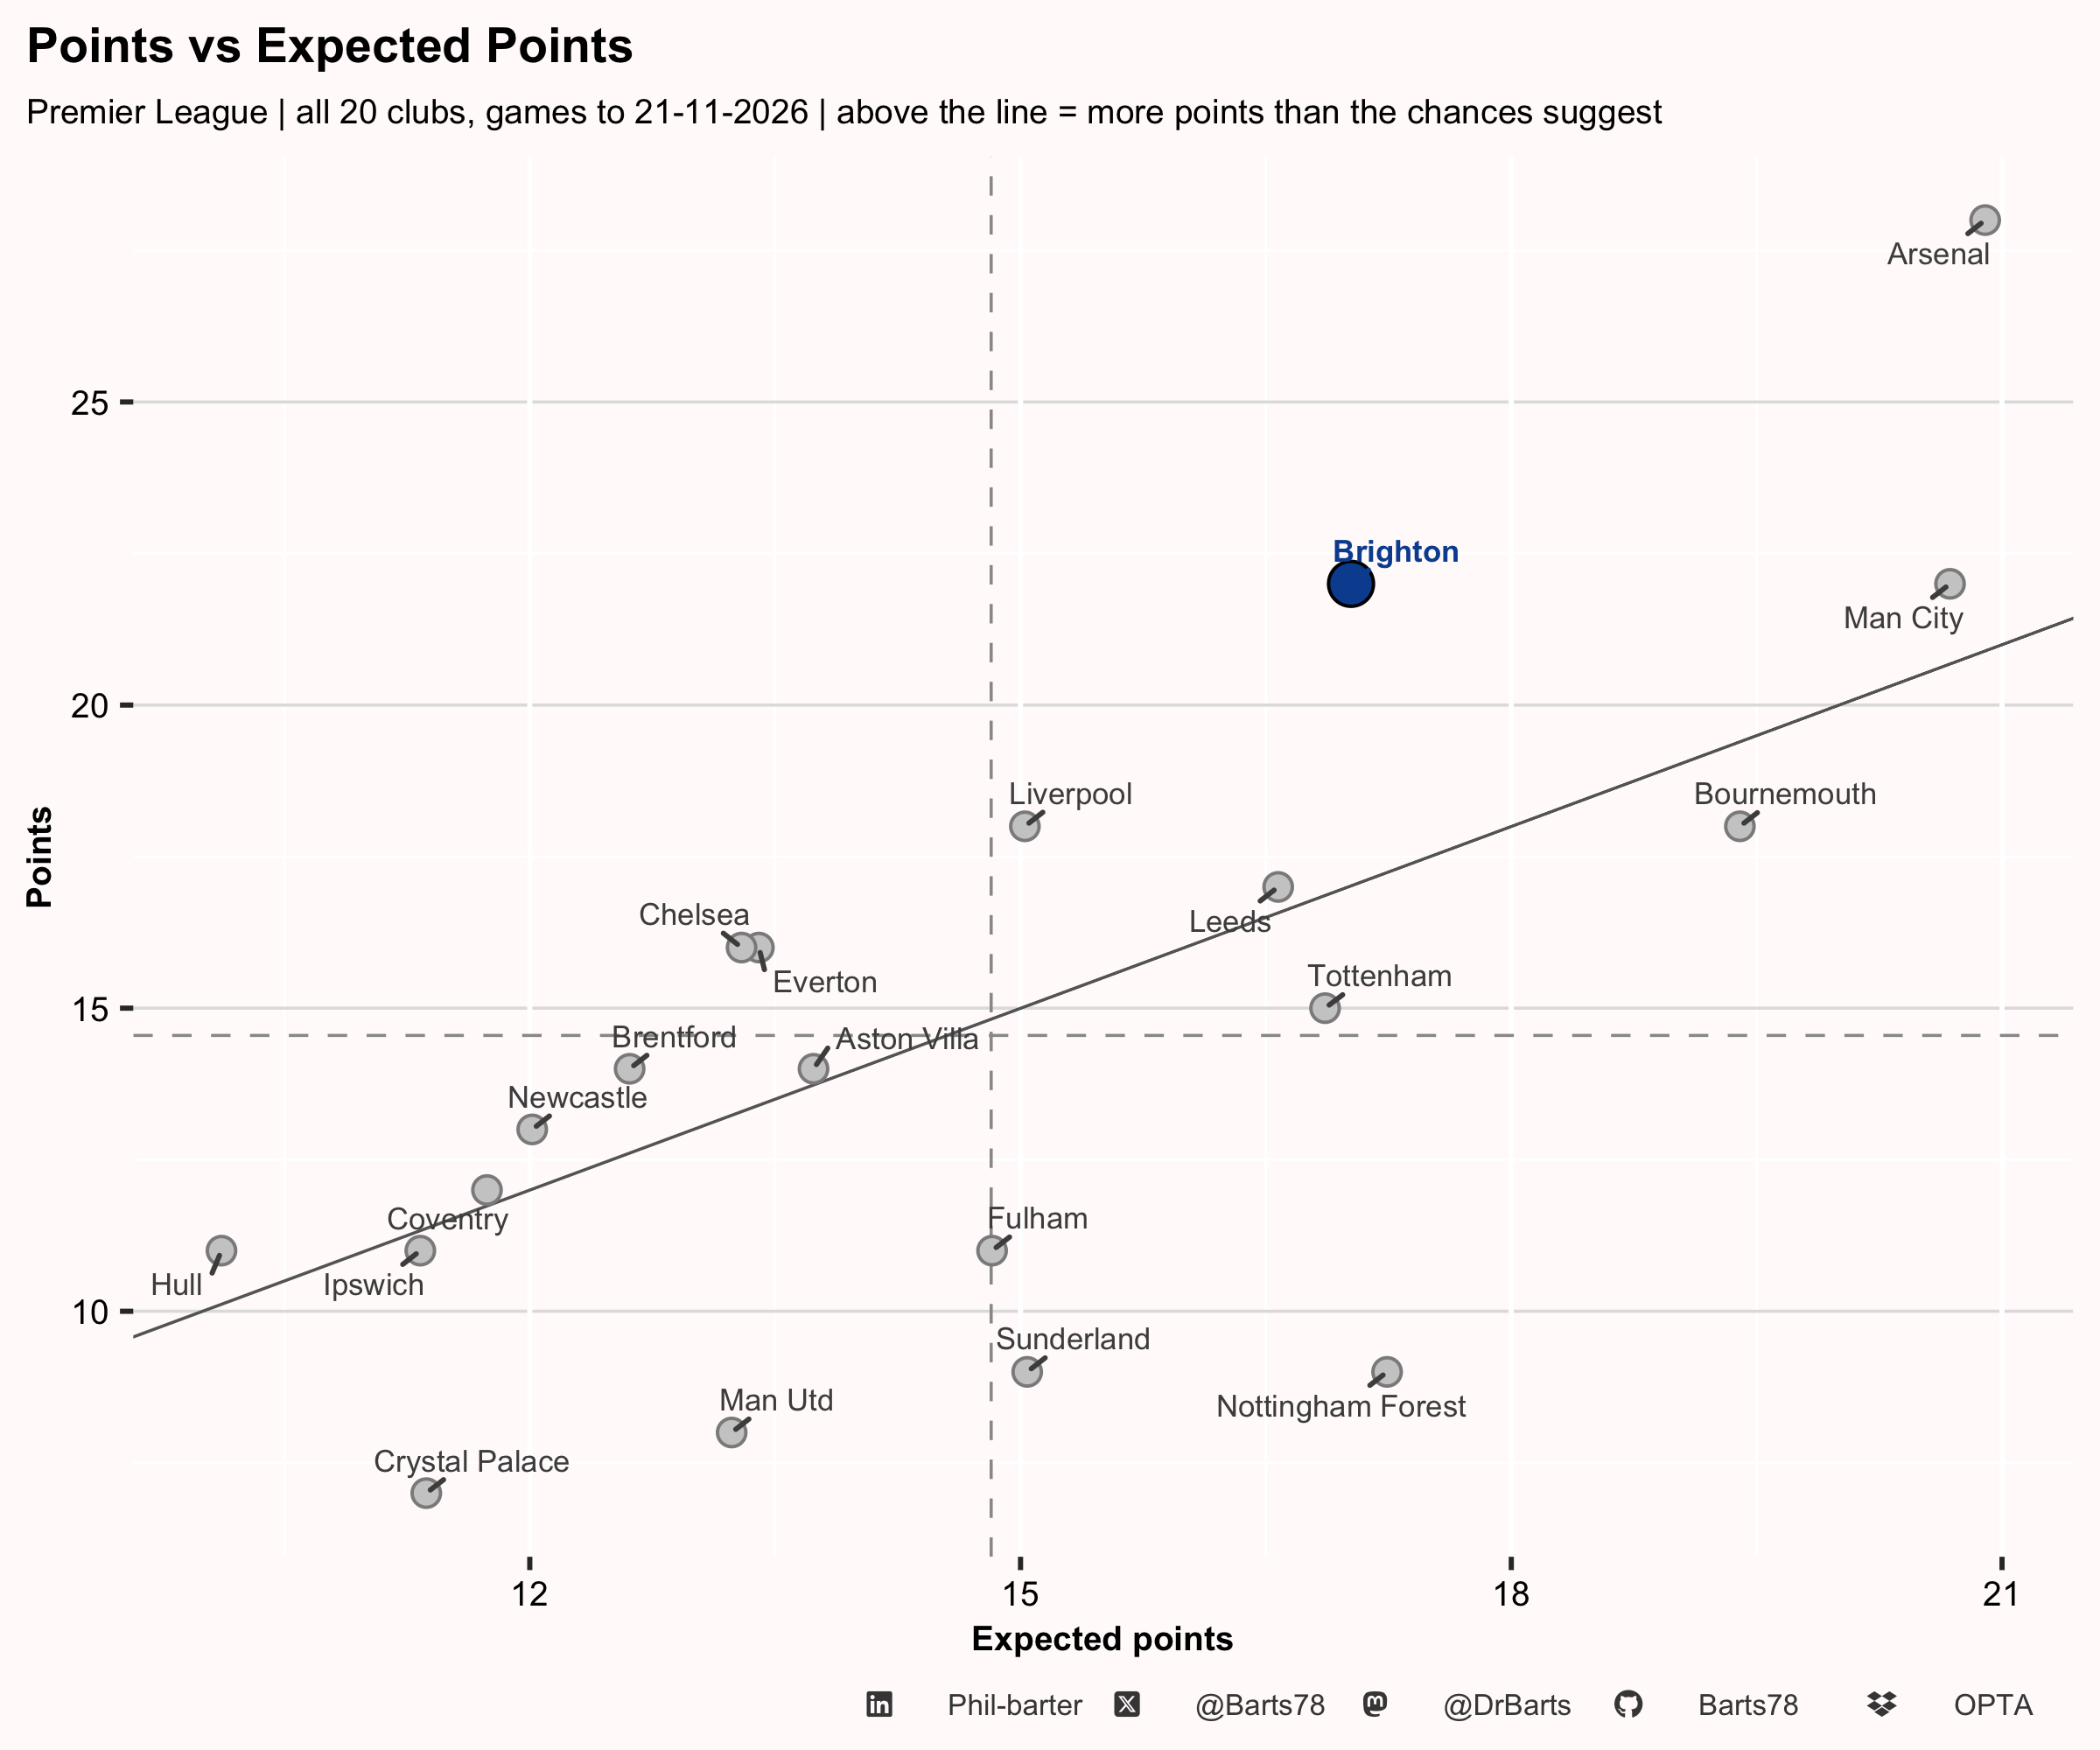 Points vs Expected Points
Premier League | all 20 clubs, games to 21-11-2026 | above the line = more points than the chances suggest
Arsenal
25
Brighton
Man City
20
Liverpool
Bournemouth
Points
Chelsea
Leeds
Everton
Tottenham
15
Brentford
Aston Villa
Newcastle
Coventry
Fulham
Hull
Ipswich
10
Sunderland
Man Utd
Nottingham Forest
Crystal Palace
12 15 18 21
Expected points
Phil-barter @Barts78 @DrBarts Barts78 OPTA